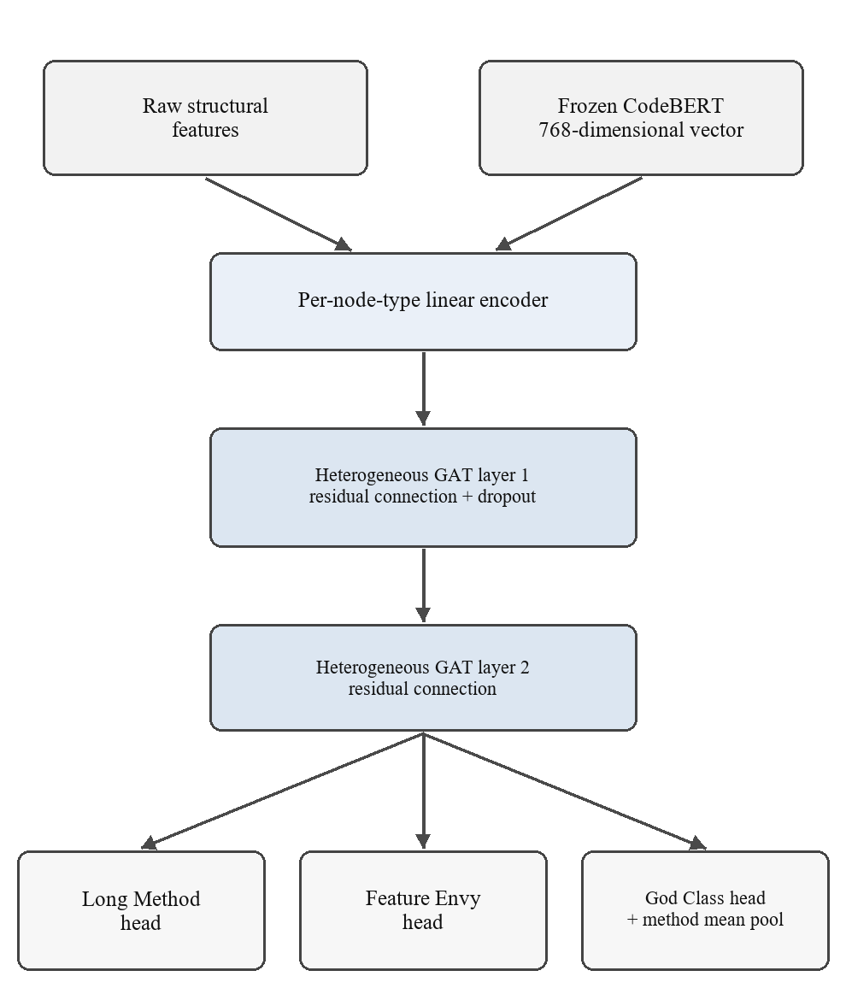 Raw structural
features
Frozen CodeBERT
768-dimensional vector
Per-node-type linear encoder
Heterogeneous GAT layer 1
residual connection + dropout
Heterogeneous GAT layer 2
residual connection
Long Method
head
Feature Envy
head
God Class head
+ method mean pool